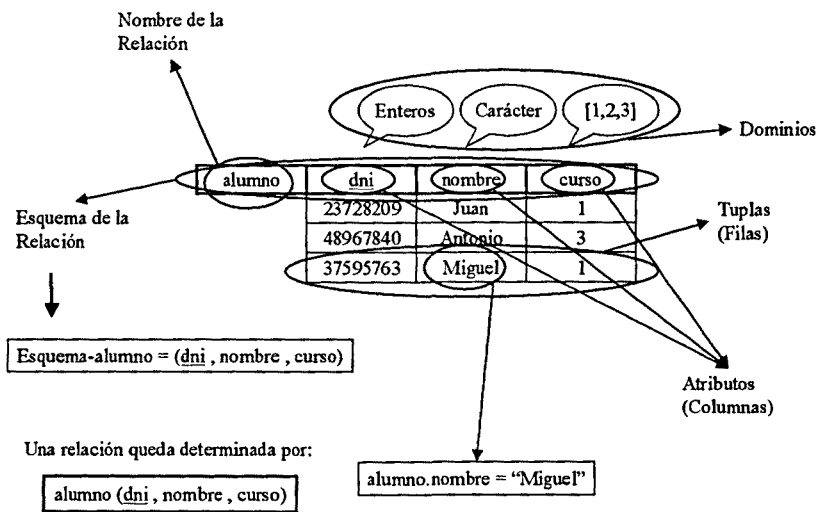 Nombre de la
Relación
Enteros
Carácter
[1,2,3]
Dominios
alumno
dni
nombre
curso
23728209
Juan
1
48967840
Antonio
3
37595763
Miguel
1
Tuplas
(Filas)
Esquema de la
Relación
Esquema-alumno = (dni , nombre , curso)
Atributos
(Columnas)
Una relación queda determinada por:
alumno (dni , nombre , curso)
alumno.nombre = “Miguel”